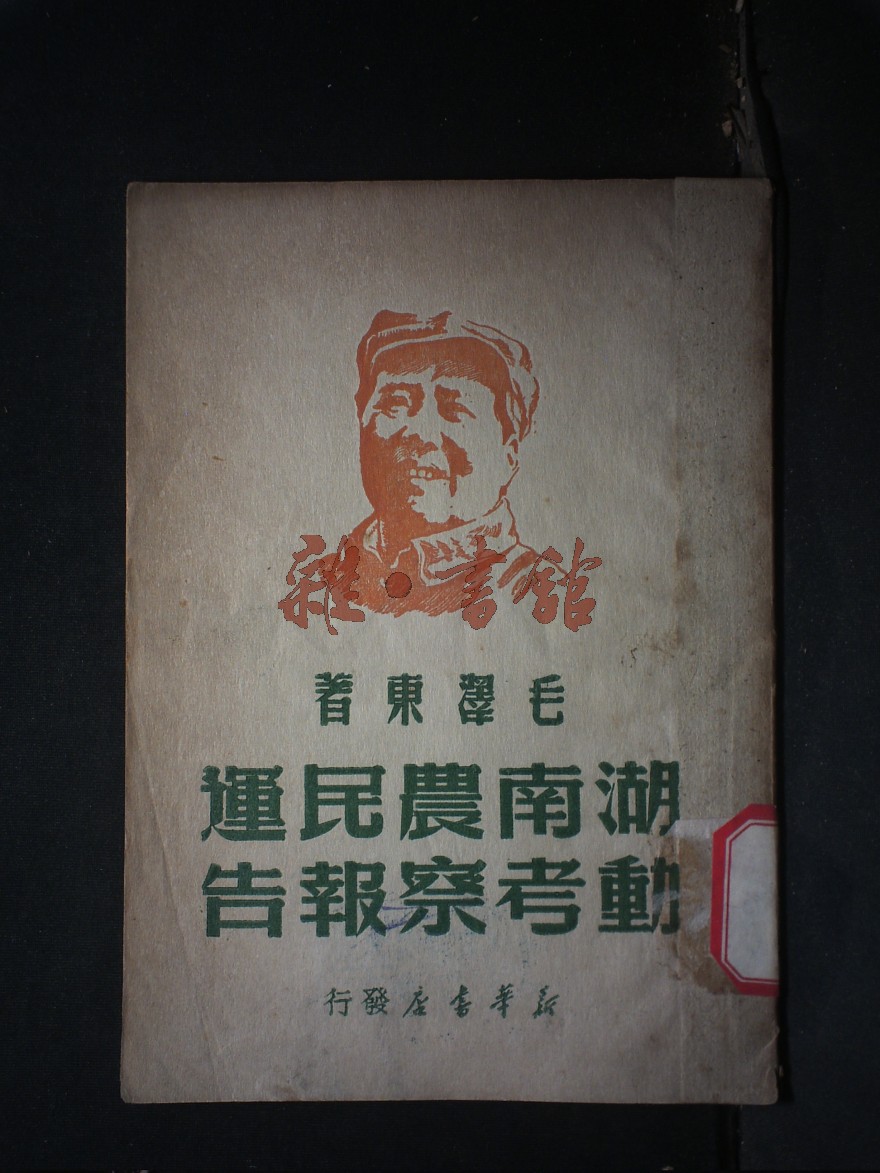 雜·書館
毛澤東著
湖南農民運
動考察報告
新華書店發行